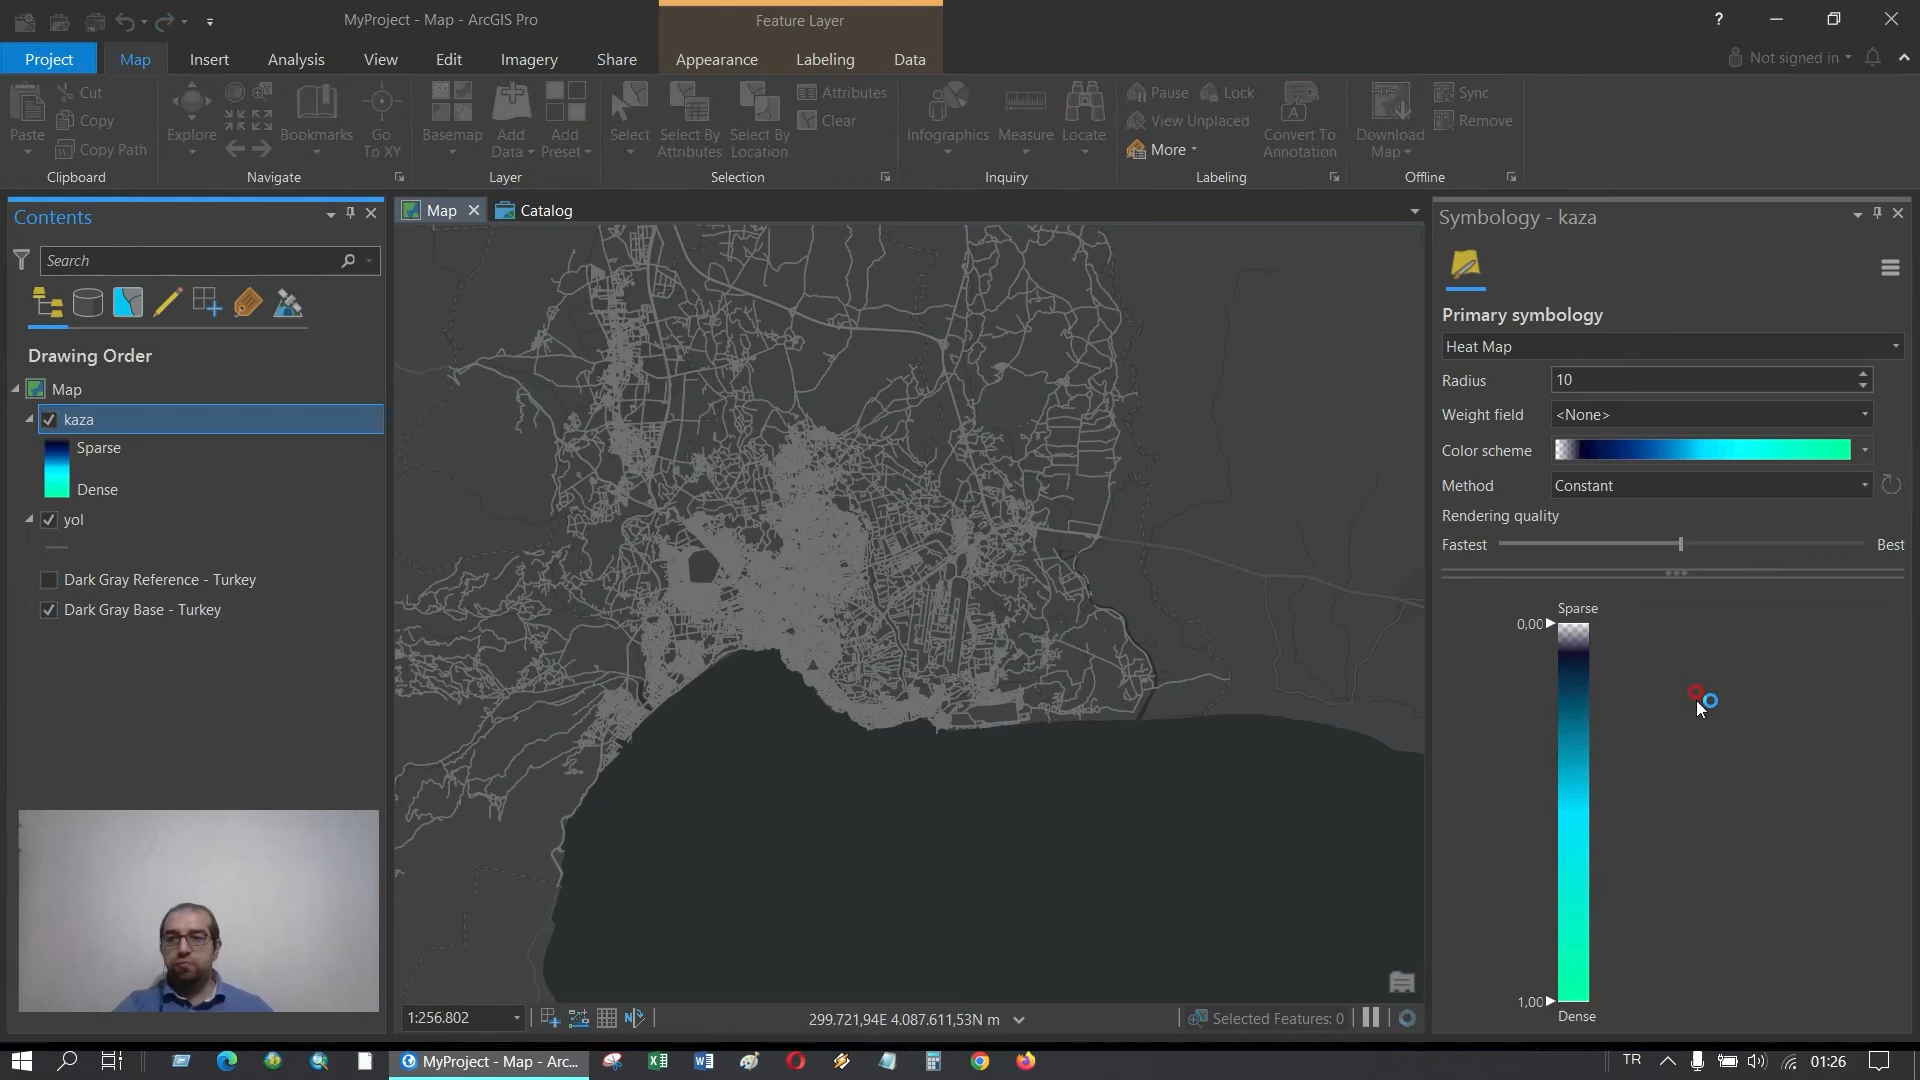 MyProject - Map - ArcGIS Pro
Feature Layer
?
Project
Map
Insert
Analysis
View
Edit
Imagery
Share
Appearance
Labeling
Data
Not signed in
Paste
Cut
Copy
Copy Path
Clipboard
Explore
Bookmarks
Go To XY
Navigate
Basemap
Add Data
Add Preset
Layer
Select
Select By Attributes
Select By Location
Attributes
Clear
Selection
Infographics
Measure
Locate
Inquiry
Pause
Lock
View Unplaced
More
Convert To Annotation
Labeling
Download Map
Sync
Remove
Offline
Contents
Search
Drawing Order
Map
kaza
Sparse
Dense
yol
Dark Gray Reference - Turkey
Dark Gray Base - Turkey
Map
Catalog
1:256.802
299.721,94E 4.087.611,53N m
Selected Features: 0
Symbology - kaza
Primary symbology
Heat Map
Radius
10
Weight field
<None>
Color scheme
Method
Constant
Rendering quality
Fastest
Best
Sparse
0,00
1,00
Dense
MyProject - Map - Arc...
TR
01:26